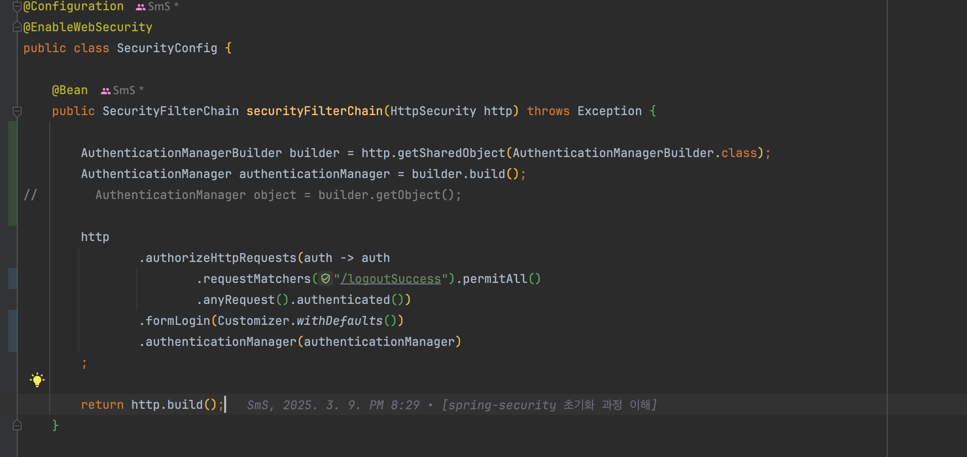 @Configuration SmS *
@EnableWebSecurity
public class SecurityConfig {
@Bean SmS *
public SecurityFilterChain securityFilterChain(HttpSecurity http) throws Exception {
AuthenticationManagerBuilder builder = http.getSharedObject(AuthenticationManagerBuilder.class);
AuthenticationManager authenticationManager = builder.build();
// AuthenticationManager object = builder.getObject();
http
.authorizeHttpRequests(auth -> auth
.requestMatchers("/logoutSuccess").permitAll()
.anyRequest().authenticated())
.formLogin(Customizer.withDefaults())
.authenticationManager(authenticationManager)
;
return http.build(); SmS, 2025. 3. 9. PM 8:29 • [spring-security 초기화 과정 이해]
}